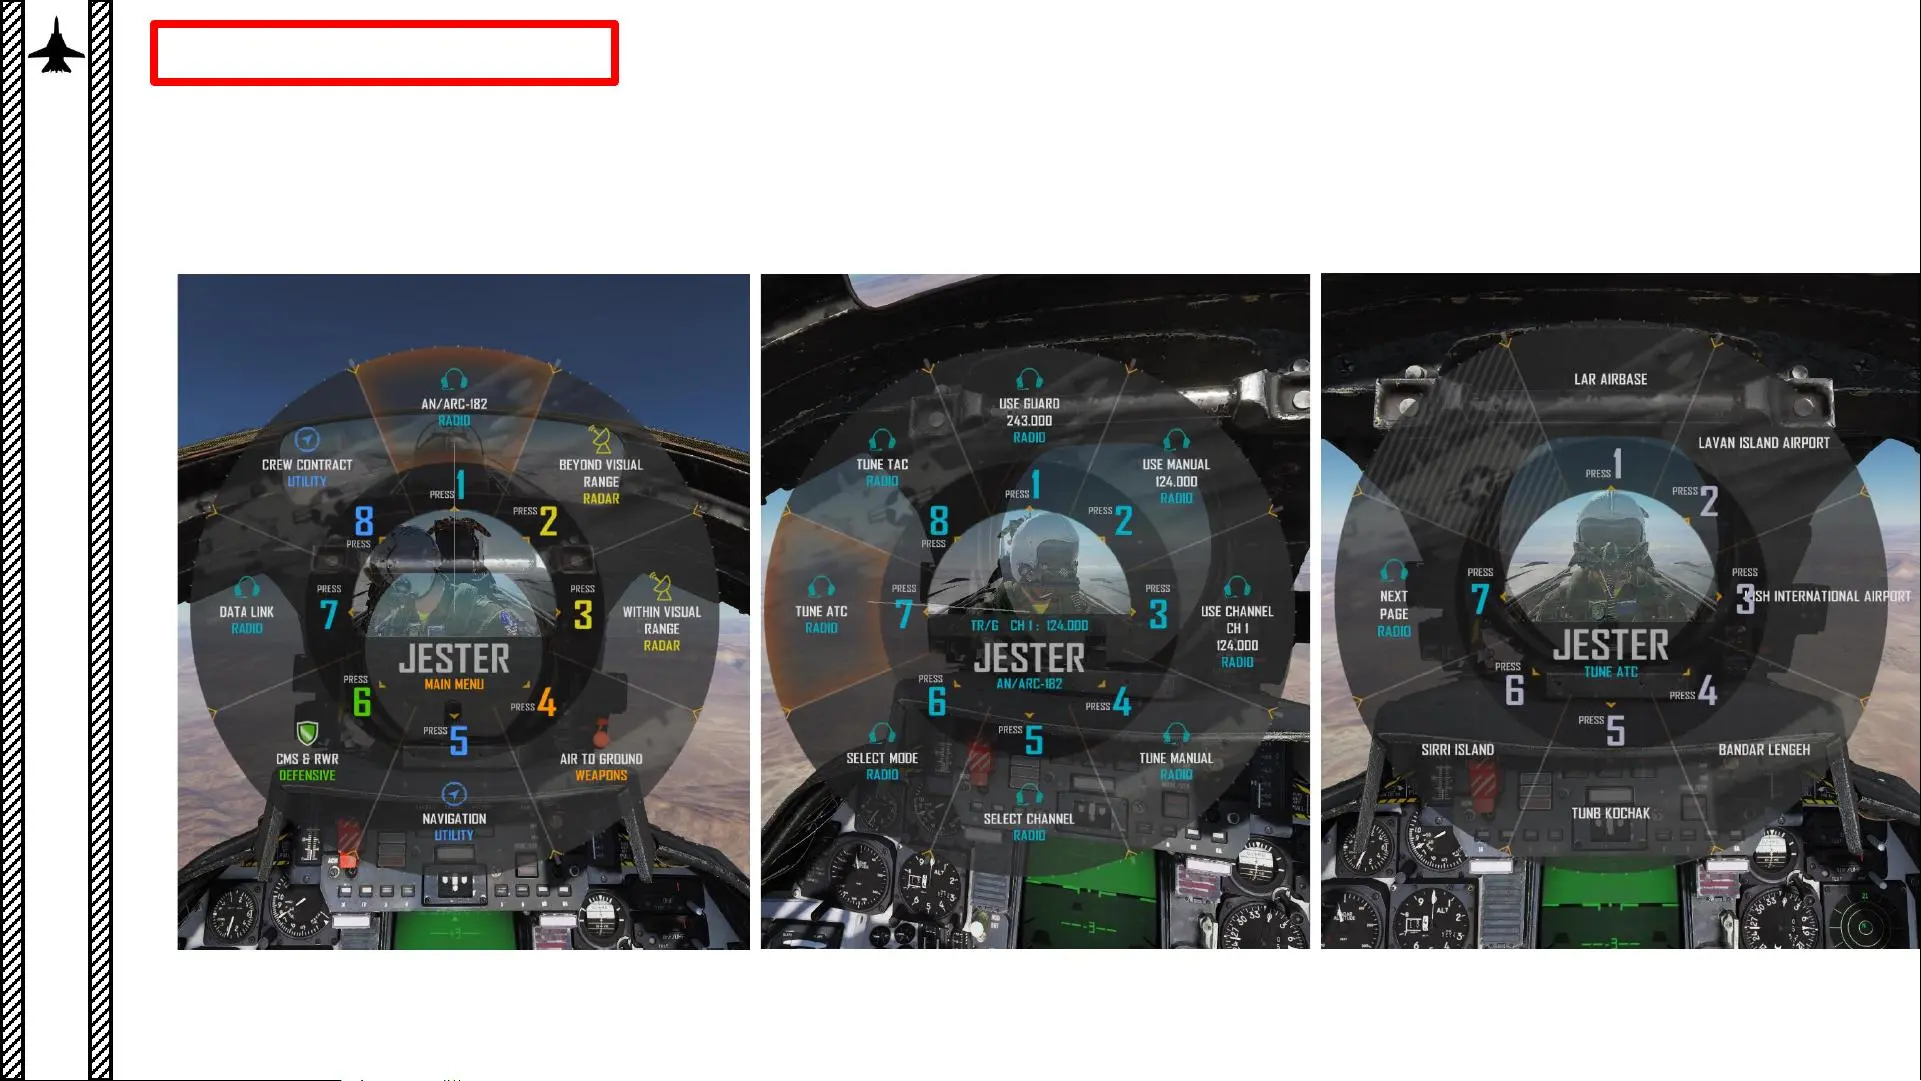 AN/ARC-182
RADIO
CREW CONTRACT
UTILITY
BEYOND VISUAL
RANGE
RADAR
PRESS 1
8
PRESS
PRESS 2
DATA LINK
RADIO
PRESS
7
PRESS
3
WITHIN VISUAL
RANGE
RADAR
JESTER
MAIN MENU
PRESS
6
PRESS 4
PRESS 5
CMS & RWR
DEFENSIVE
AIR TO GROUND
WEAPONS
NAVIGATION
UTILITY
USE GUARD
243.000
RADIO
TUNE TAC
RADIO
USE MANUAL
124.000
RADIO
PRESS 1
8
PRESS
PRESS 2
TUNE ATC
RADIO
PRESS
7
PRESS
3
USE CHANNEL
CH 1
124.000
RADIO
TR/G CH 1 : 124.000
JESTER
AN/ARC-182
PRESS
6
PRESS 4
PRESS 5
SELECT MODE
RADIO
TUNE MANUAL
RADIO
SELECT CHANNEL
RADIO
LAR AIRBASE
LAVAN ISLAND AIRPORT
PRESS 1
PRESS 2
NEXT
PAGE
RADIO
PRESS
7
PRESS
3
INTERNATIONAL AIRPORT
JESTER
TUNE ATC
PRESS
6
PRESS 4
PRESS 5
SIRRI ISLAND
BANDAR LENGEH
TUNB KOCHAK